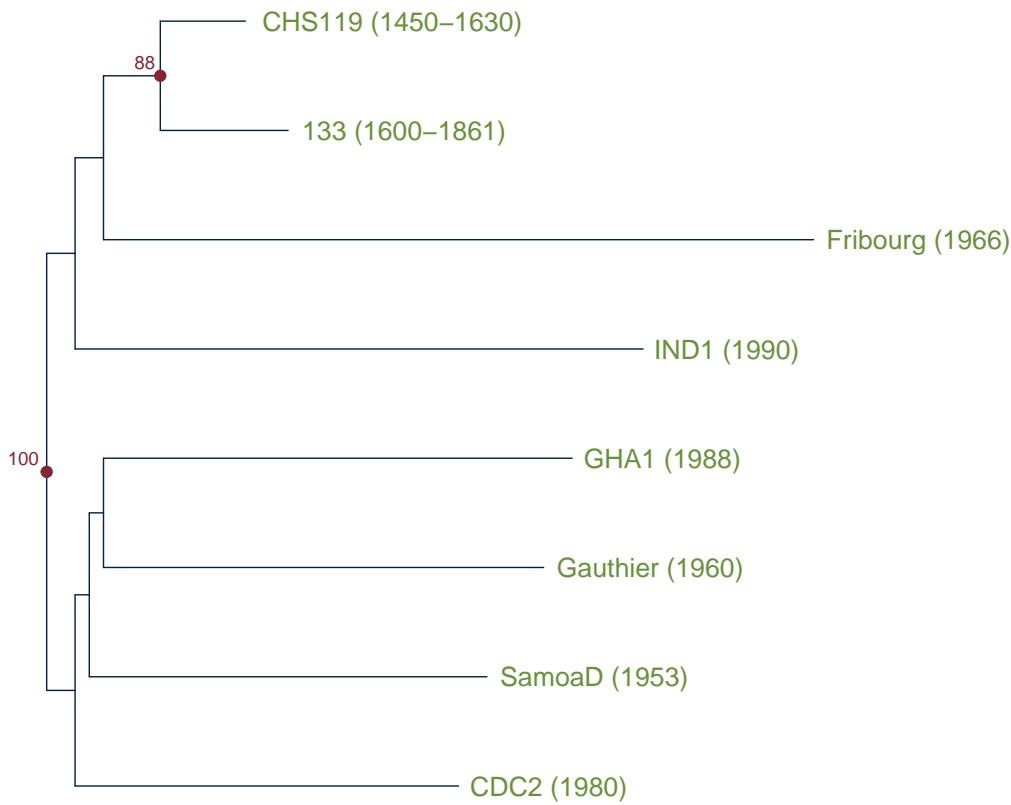 CHS119 (1450–1630)
88
133 (1600–1861)
Fribourg (1966)
IND1 (1990)
100
GHA1 (1988)
Gauthier (1960)
SamoaD (1953)
CDC2 (1980)